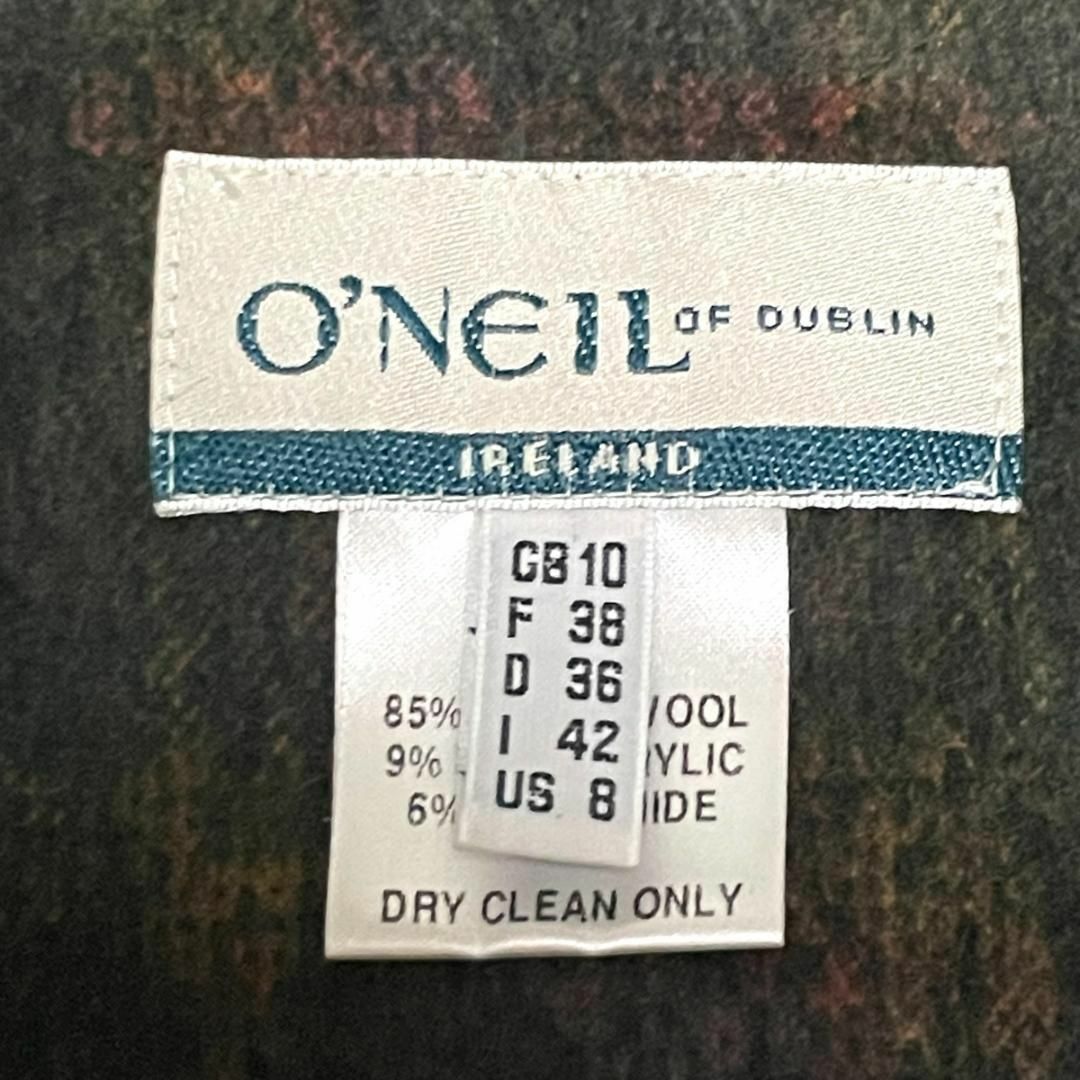 O'NEIL OF DUBLIN
IRELAND
GB 10
F 38
D 36
I 42
US 8
85%
9%
6%
DRY CLEAN ONLY